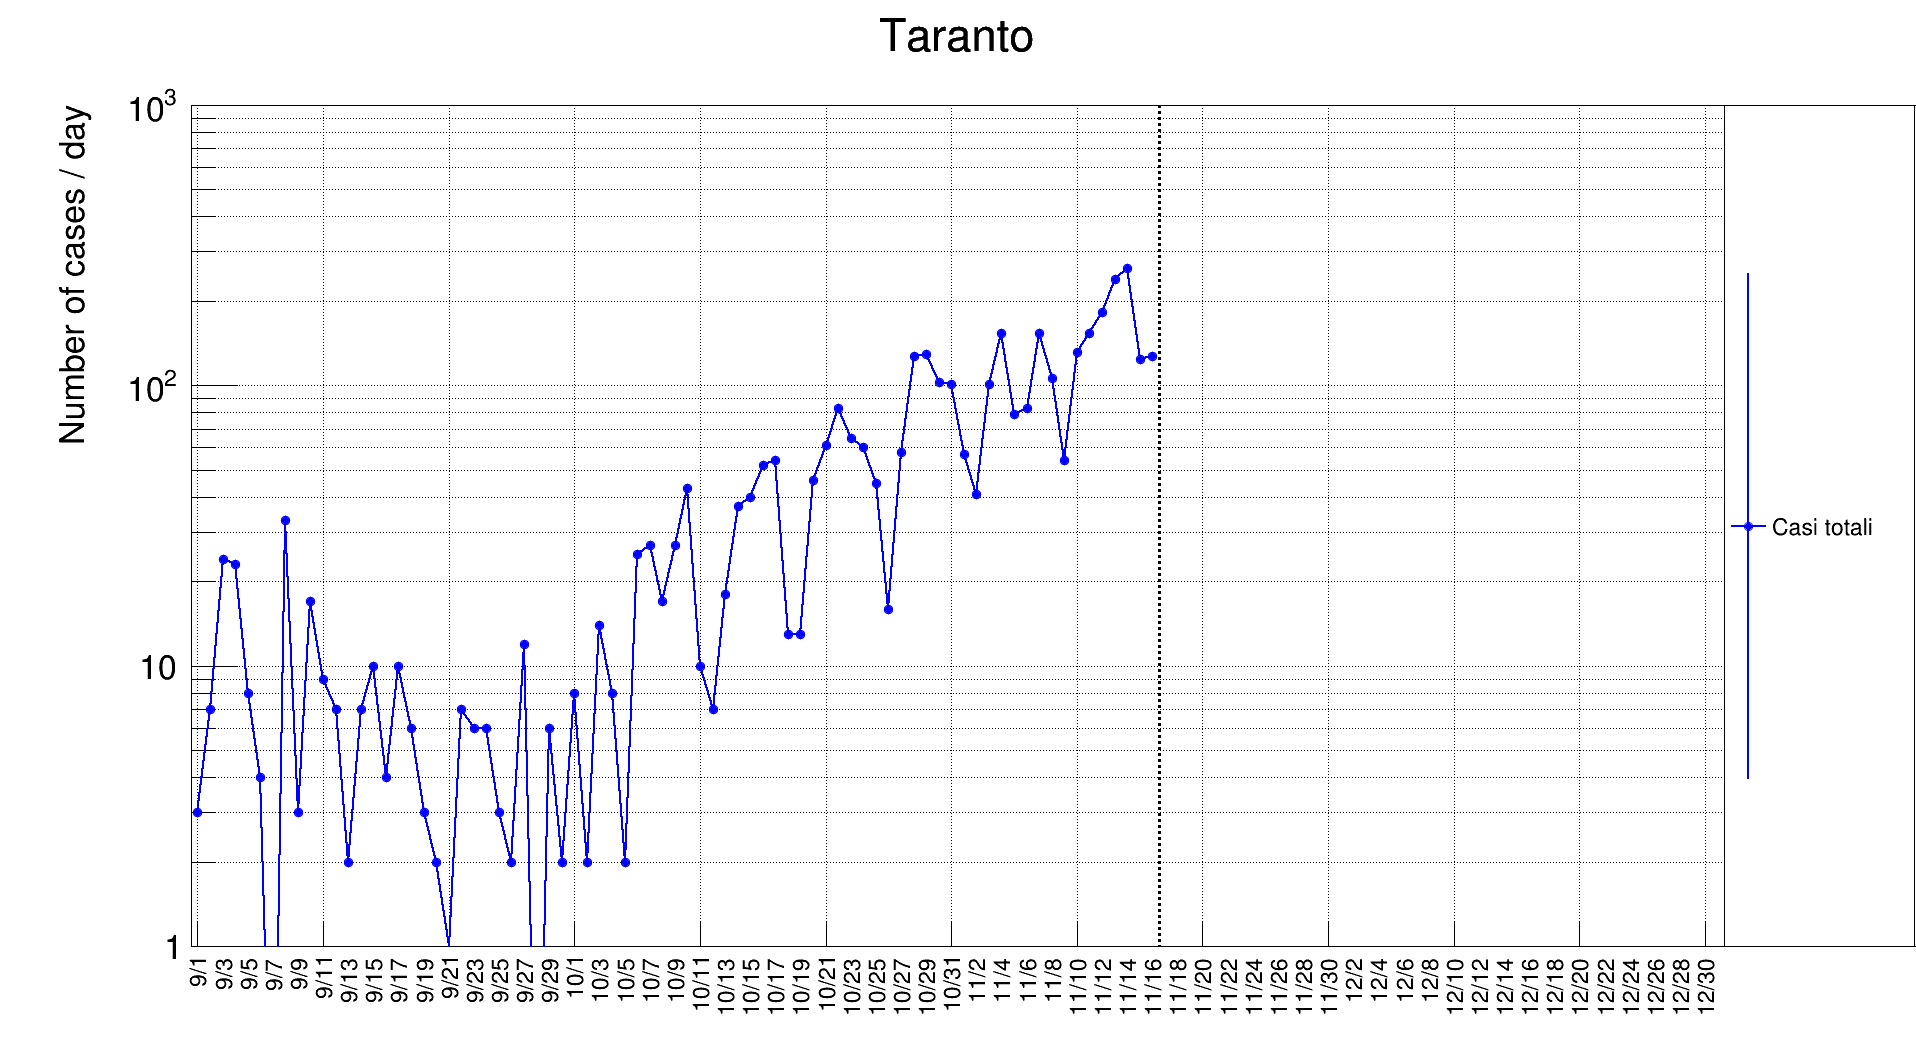 Taranto
Number of cases / day
10³
10²
10
1
9/1 9/3 9/5 9/7 9/9 9/11 9/13 9/15 9/17 9/19 9/21 9/23 9/25 9/27 9/29 10/1 10/3 10/5 10/7 10/9 10/11 10/13 10/15 10/17 10/19 10/21 10/23 10/25 10/27 10/29 10/31 11/2 11/4 11/6 11/8 11/10 11/12 11/14 11/16 11/18 11/20 11/22 11/24 11/26 11/28 11/30 12/2 12/4 12/6 12/8 12/10 12/12 12/14 12/16 12/18 12/20 12/22 12/24 12/26 12/28 12/30
Casi totali